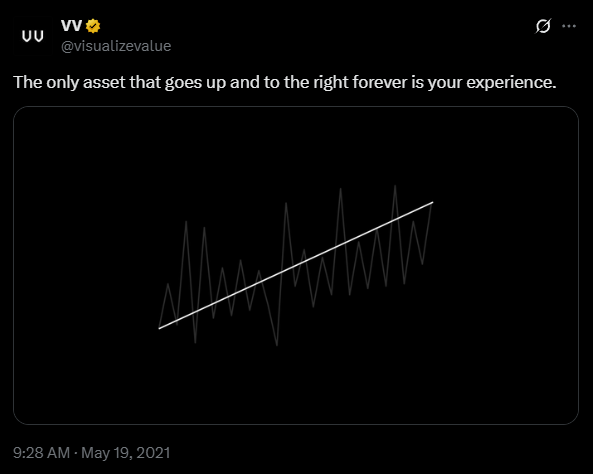 VV
@visualizevalue
The only asset that goes up and to the right forever is your experience.
9:28 AM · May 19, 2021